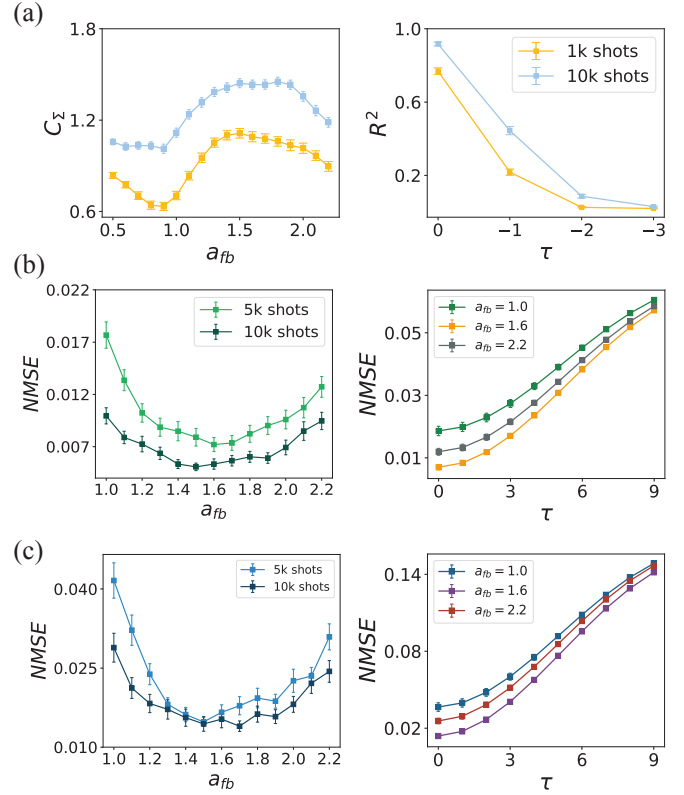 (a)
1.8
1.2
0.6
C_Σ
0.5
1.0
1.5
2.0
a_fb
1.0
0.6
0.2
R²
0
−1
−2
−3
τ
1k shots
10k shots
(b)
0.022
0.017
0.012
0.007
NMSE
1.0
1.2
1.4
1.6
1.8
2.0
2.2
a_fb
5k shots
10k shots
0.05
0.03
0.01
NMSE
0
3
6
9
τ
a_fb = 1.0
a_fb = 1.6
a_fb = 2.2
(c)
0.040
0.025
0.010
NMSE
1.0
1.2
1.4
1.6
1.8
2.0
2.2
a_fb
5k shots
10k shots
0.14
0.08
0.02
NMSE
0
3
6
9
τ
a_fb = 1.0
a_fb = 1.6
a_fb = 2.2